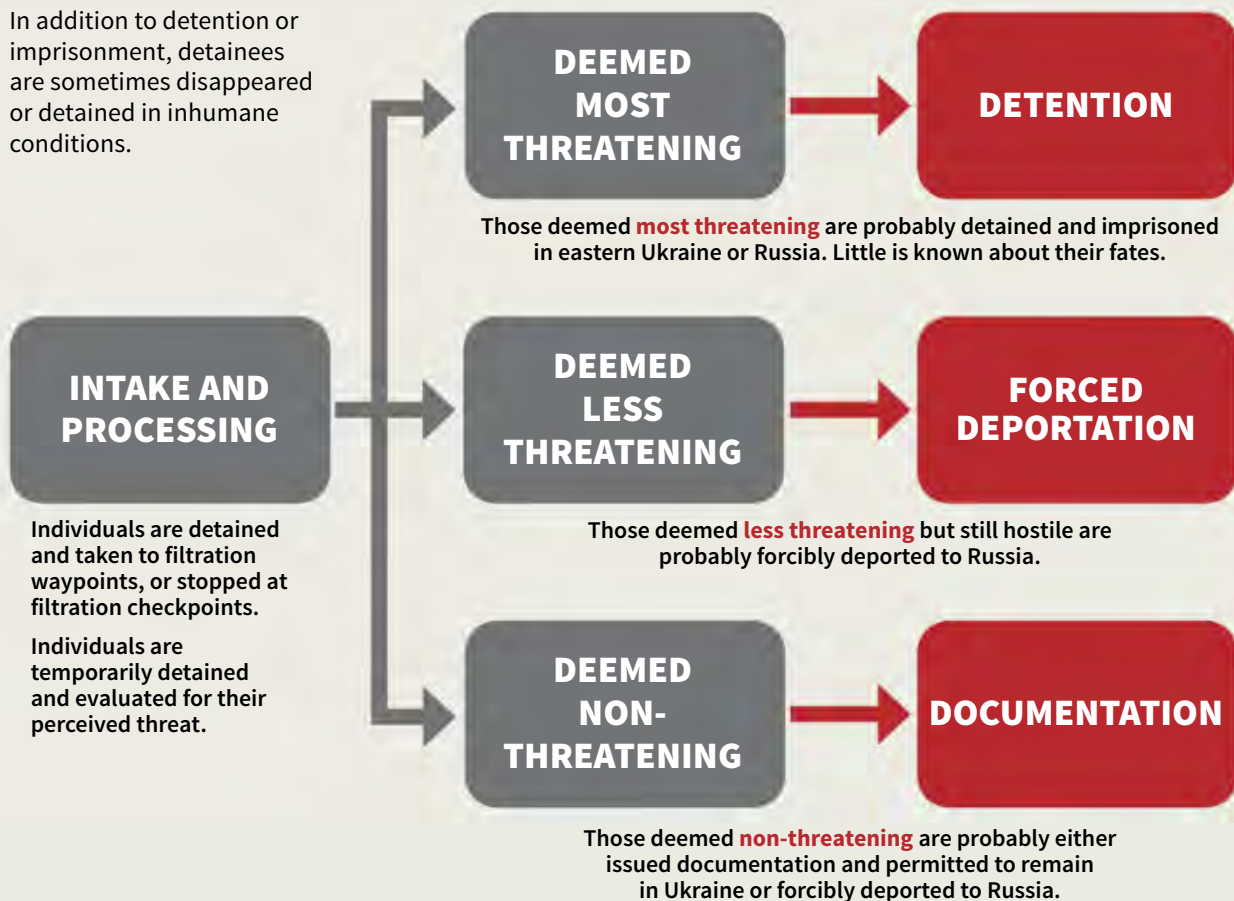 In addition to detention or
imprisonment, detainees
are sometimes disappeared
or detained in inhumane
conditions.
DEEMED
MOST
THREATENING
DETENTION
Those deemed most threatening are probably detained and imprisoned
in eastern Ukraine or Russia. Little is known about their fates.
INTAKE AND
PROCESSING
Individuals are detained
and taken to filtration
waypoints, or stopped at
filtration checkpoints.
Individuals are
temporarily detained
and evaluated for their
perceived threat.
DEEMED
LESS
THREATENING
FORCED
DEPORTATION
Those deemed less threatening but still hostile are
probably forcibly deported to Russia.
DEEMED
NON-
THREATENING
DOCUMENTATION
Those deemed non-threatening are probably either
issued documentation and permitted to remain
in Ukraine or forcibly deported to Russia.